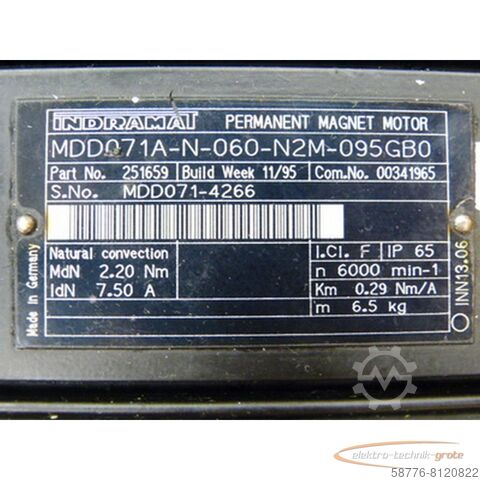 INDRAMAT PERMANENT MAGNET MOTOR
MDD071A-N-060-N2M-095GB0
Part No. 251659 Build Week 11/95 Com.No. 00341965
S.No. MDD071-4266
Natural convection I.Cl. F IP 65
MdN 2.20 Nm n 6000 min-1
IdN 7.50 A Km 0.29 Nm/A
m 6.5 kg
Made in Germany
INN13.06
elektro-technik-grote
58776-8120822